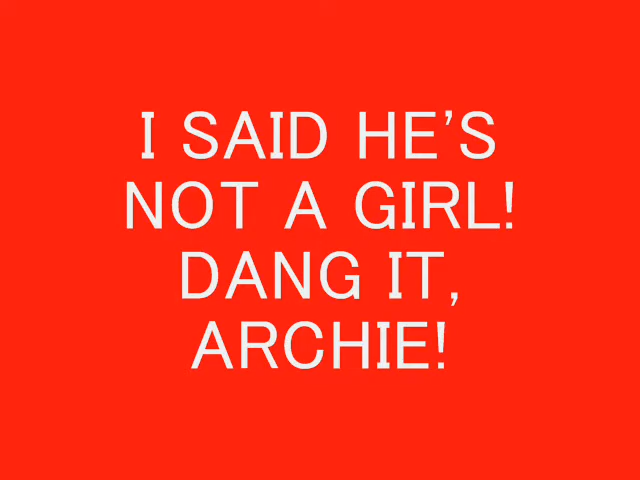 I SAID HE'S
NOT A GIRL!
DANG IT,
ARCHIE!